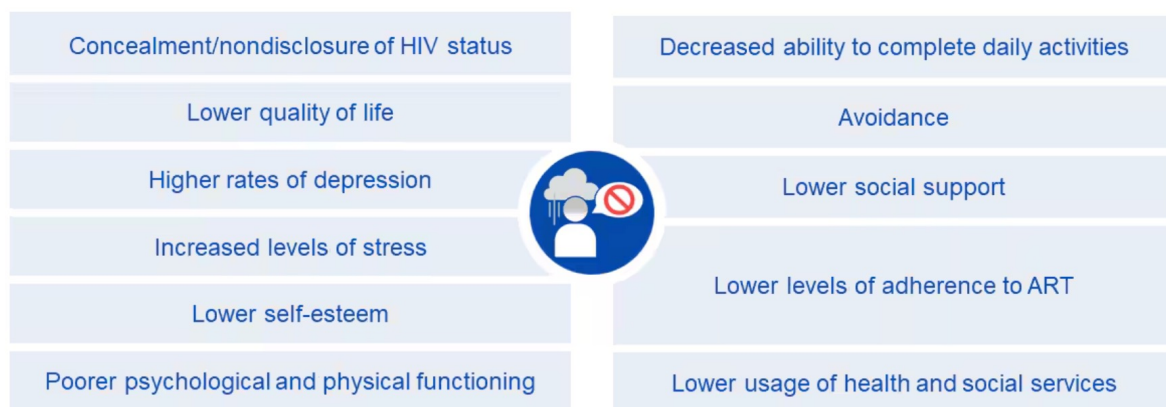 Concealment/nondisclosure of HIV status
Lower quality of life
Higher rates of depression
Increased levels of stress
Lower self-esteem
Poorer psychological and physical functioning
Decreased ability to complete daily activities
Avoidance
Lower social support
Lower levels of adherence to ART
Lower usage of health and social services